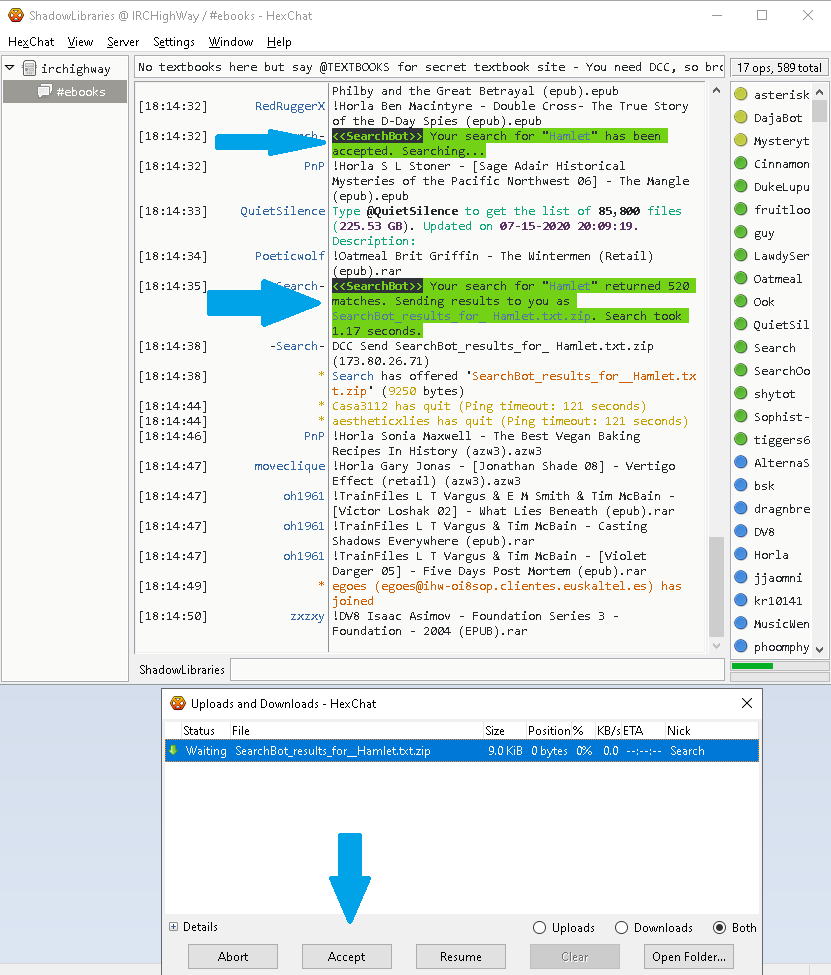 ShadowLibraries @ IRCHighWay / #ebooks - HexChat
HexChat View Server Settings Window Help
irchighway
#ebooks
No textbooks here but say @TEXTBOOKS for secret textbook site - You need DCC, so bro
17 ops, 589 total
Philby and the Great Betrayal (epub).epub
[18:14:32] RedRuggerX !Horla Ben Macintyre - Double Cross- The True Story
of the D-Day Spies (epub).epub
[18:14:32] -Search- <<SearchBot>> Your search for "Hamlet" has been
accepted. Searching...
[18:14:32] PnP !Horla S L Stoner - [Sage Adair Historical
Mysteries of the Pacific Northwest 06] - The Mangle
(epub).epub
[18:14:33] QuietSilence Type @QuietSilence to get the list of 85,800 files
(225.53 GB). Updated on 07-15-2020 20:09:19.
Description:
[18:14:34] Poeticwolf !Oatmeal Brit Griffin - The Wintermen (Retail)
(epub).rar
[18:14:35] -Search- <<SearchBot>> Your search for "Hamlet" returned 520
matches. Sending results to you as
SearchBot_results_for_ Hamlet.txt.zip. Search took
1.17 seconds.
[18:14:38] -Search- DCC Send SearchBot_results_for_ Hamlet.txt.zip
(173.80.26.71)
[18:14:38] * Search has offered "SearchBot_results_for__Hamlet.tx
t.zip" (9250 bytes)
[18:14:44] * Casa3112 has quit (Ping timeout: 121 seconds)
[18:14:44] * aestheticxlies has quit (Ping timeout: 121 seconds)
[18:14:46] PnP !Horla Sonia Maxwell - The Best Vegan Baking
Recipes In History (azw3).azw3
[18:14:47] moveclique !Horla Gary Jonas - [Jonathan Shade 08] - Vertigo
Effect (retail) (azw3).azw3
[18:14:47] oh1961 !TrainFiles L T Vargus & E M Smith & Tim McBain -
[Victor Loshak 02] - What Lies Beneath (epub).rar
[18:14:47] oh1961 !TrainFiles L T Vargus & Tim McBain - Casting
Shadows Everywhere (epub).rar
[18:14:47] oh1961 !TrainFiles L T Vargus & Tim McBain - [Violet
Darger 05] - Five Days Post Mortem (epub).rar
[18:14:49] * egoes (egoes@ihw-oi8sop.clientes.euskaltel.es) has
joined
[18:14:50] zxzxy !DV8 Isaac Asimov - Foundation Series 3 -
Foundation - 2004 (EPUB).rar
asterisk
DajaBot
Mysteryt
Cinnamon
DukeLupu
fruitloo
guy
LawdySer
Oatmeal
Ook
QuietSil
Search
SearchOo
shytot
Sophist-
tiggers6
AlternaS
bsk
dragnbre
DV8
Horla
jjaomni
kr10141
MusicWen
phoomphy
ShadowLibraries
Uploads and Downloads - HexChat
Status File Size Position % KB/s ETA Nick
Waiting SearchBot_results_for__Hamlet.txt.zip 9.0 KiB 0 bytes 0% 0.0 --:--:-- Search
Details
Uploads Downloads Both
Abort Accept Resume Clear Open Folder...